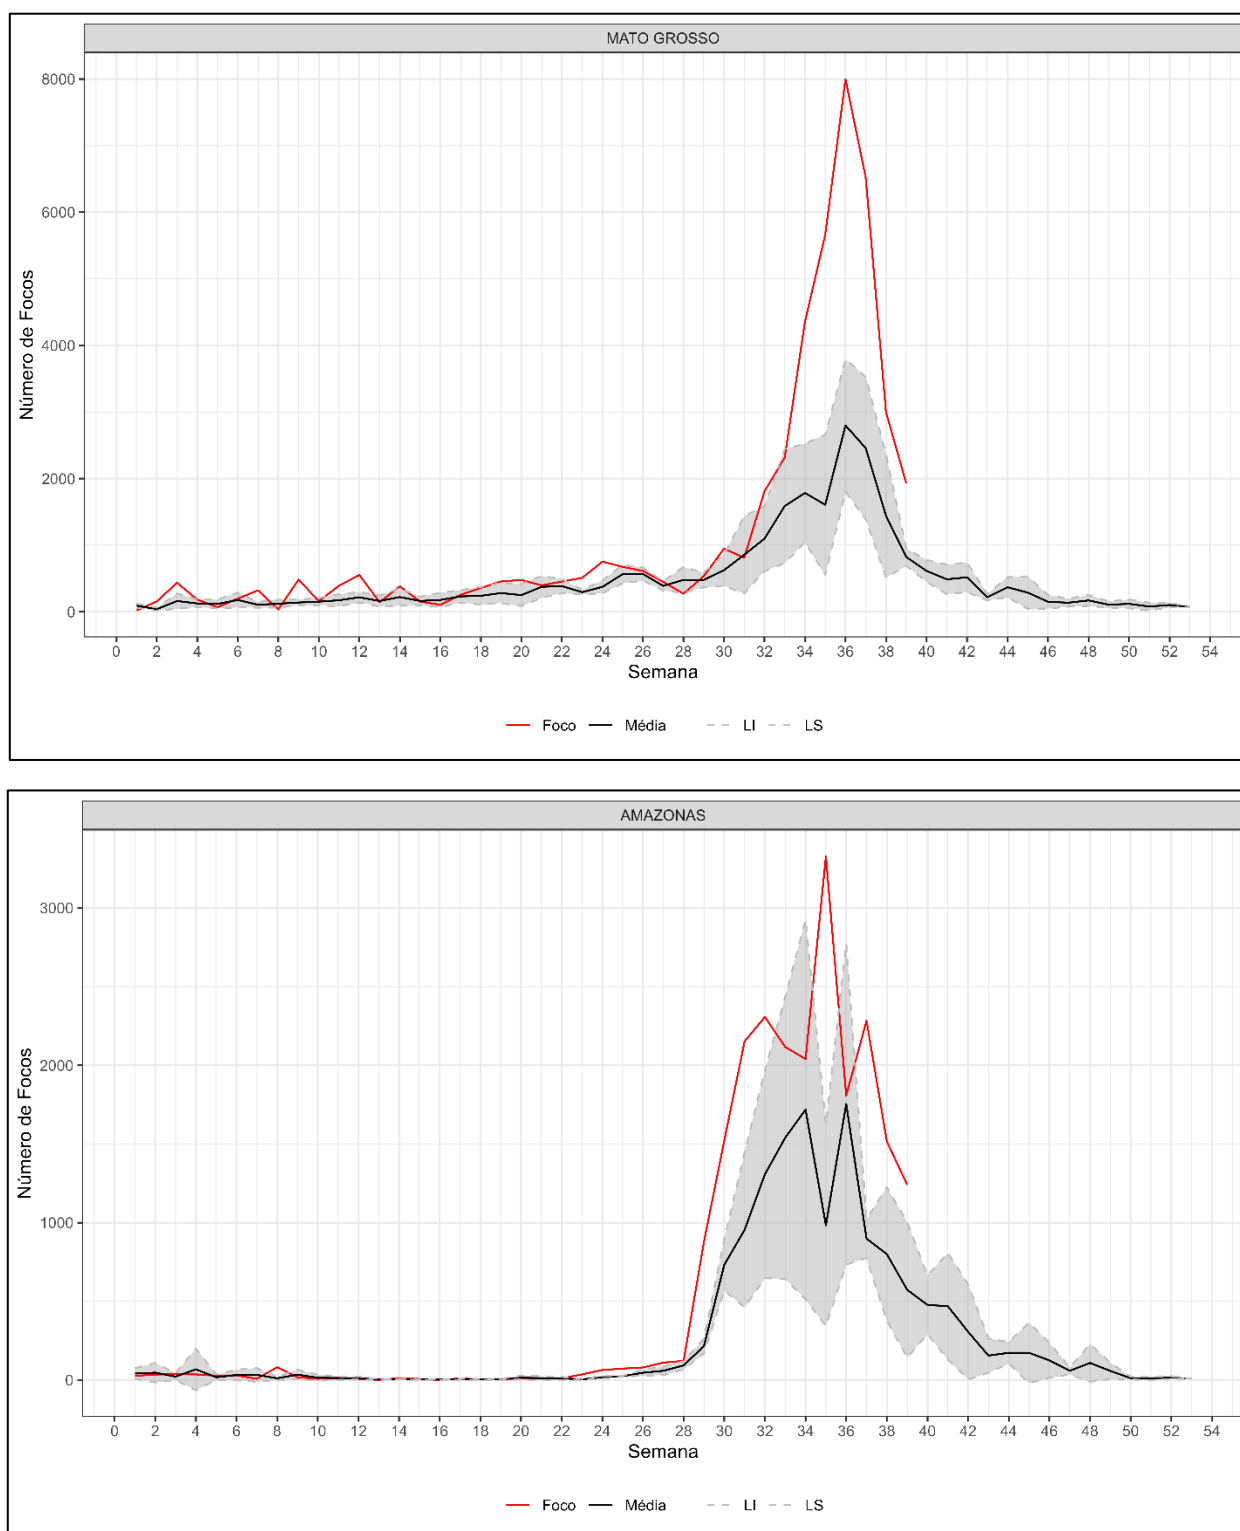 MATO GROSSO
8000
6000
4000
2000
0
Número de Focos
0 2 4 6 8 10 12 14 16 18 20 22 24 26 28 30 32 34 36 38 40 42 44 46 48 50 52 54
Semana
Foco Média LI LS
AMAZONAS
3000
2000
1000
0
Número de Focos
0 2 4 6 8 10 12 14 16 18 20 22 24 26 28 30 32 34 36 38 40 42 44 46 48 50 52 54
Semana
Foco Média LI LS